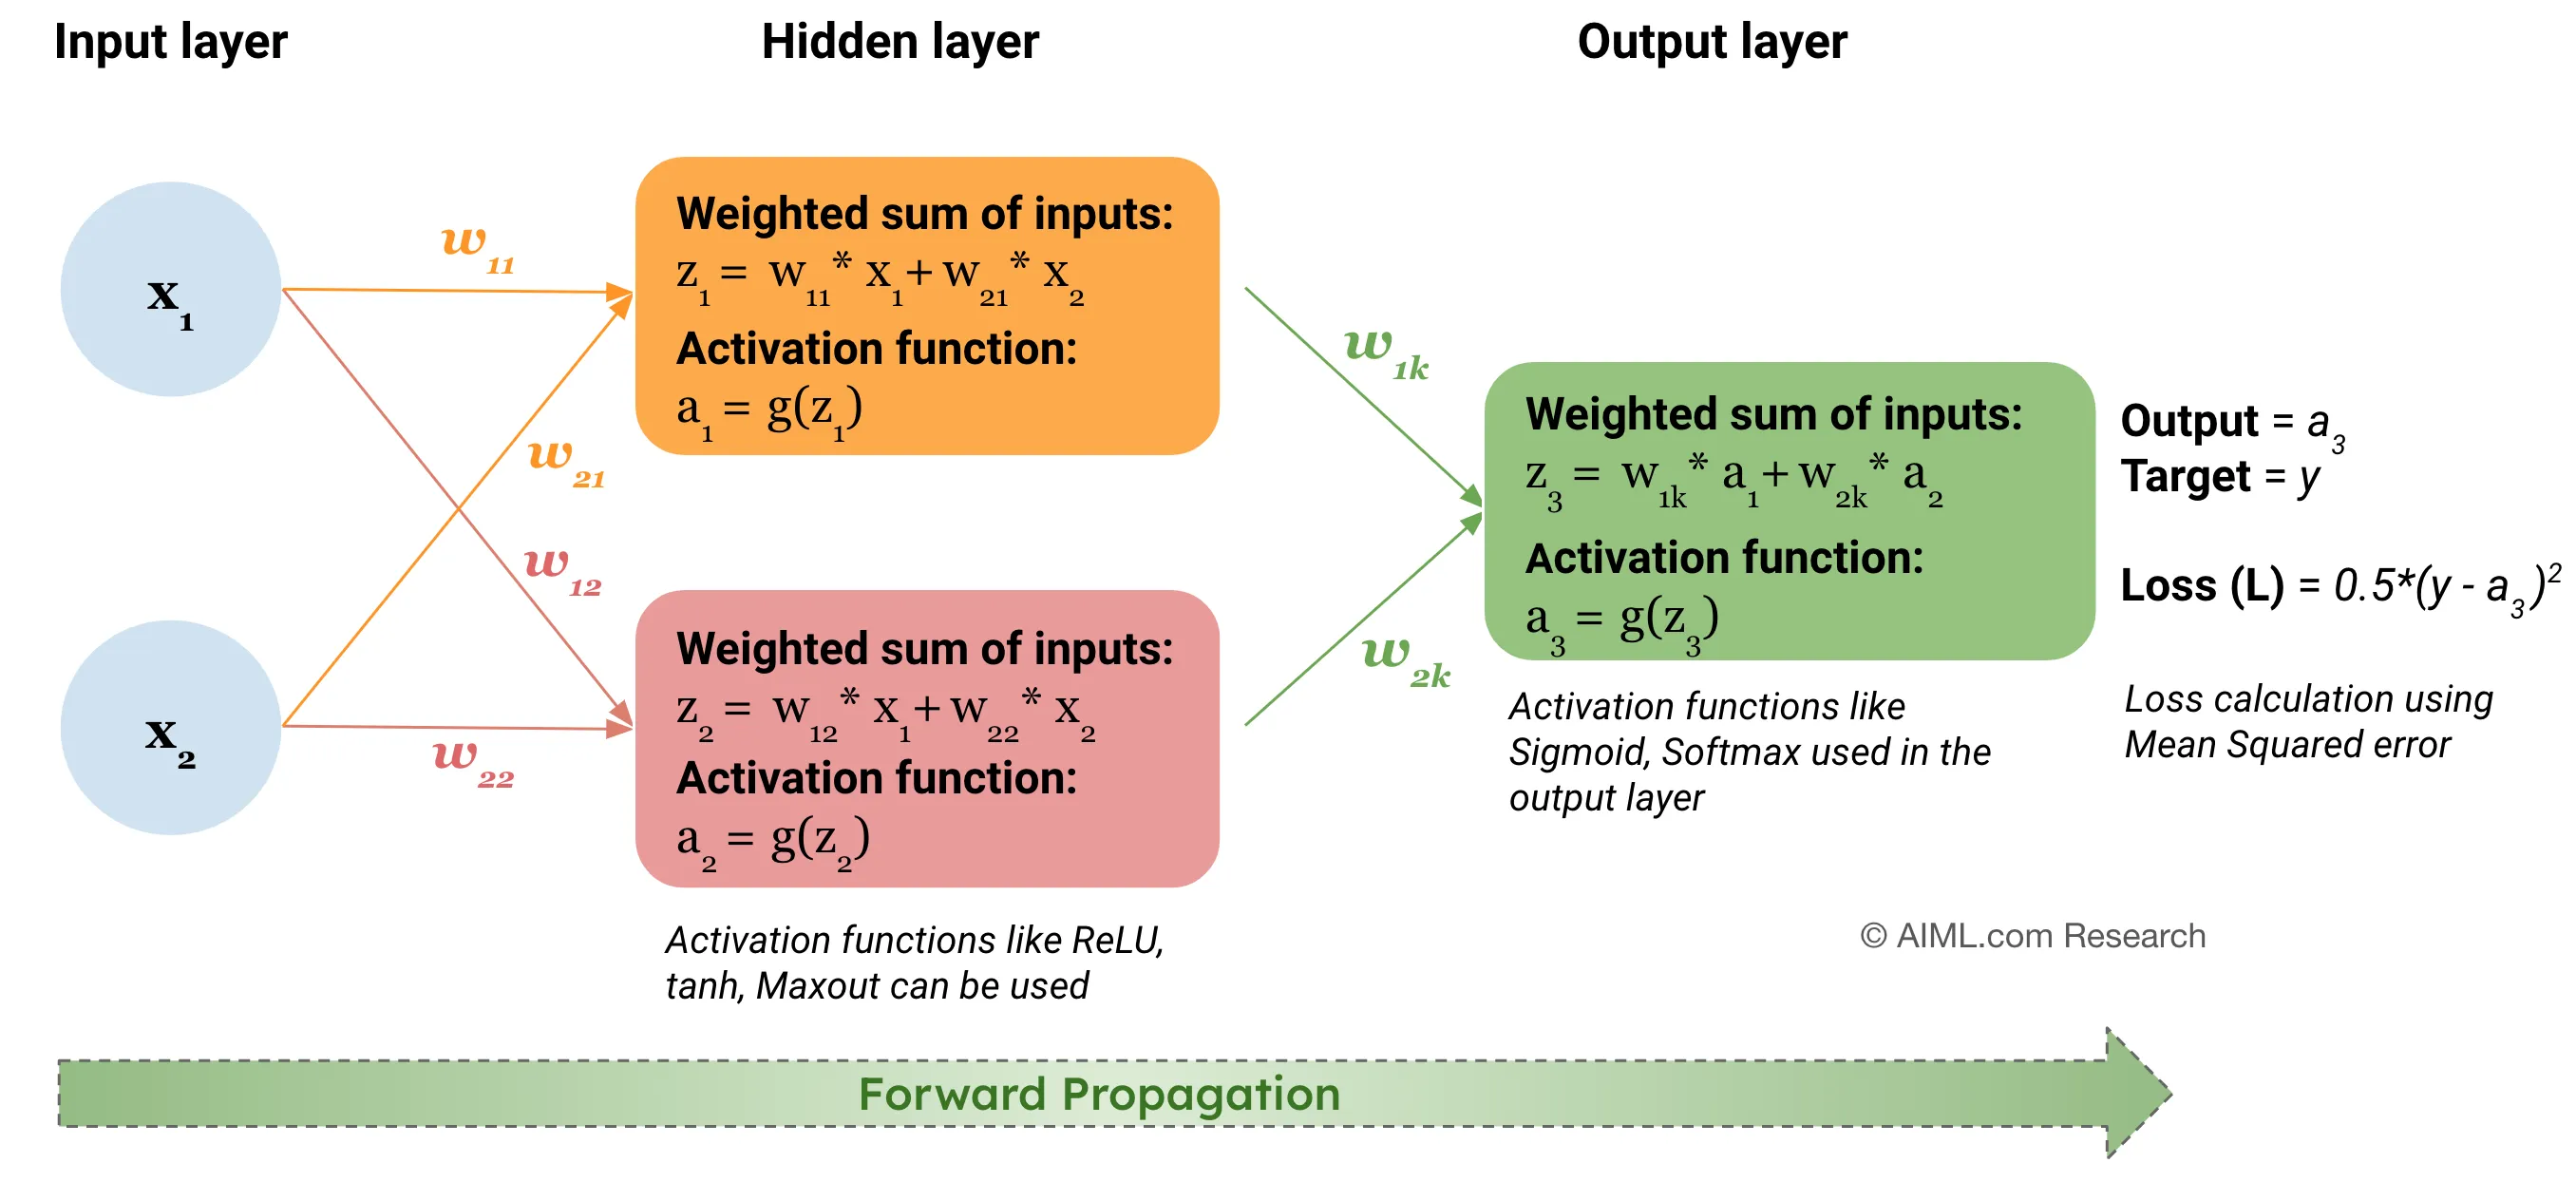 Input layer
Hidden layer
Output layer
x₁
x₂
w₁₁
w₂₁
w₁₂
w₂₂
Weighted sum of inputs:
z₁ = w₁₁* x₁+w₂₁* x₂
Activation function:
a₁ = g(z₁)
Weighted sum of inputs:
z₂ = w₁₂* x₁+w₂₂* x₂
Activation function:
a₂ = g(z₂)
Activation functions like ReLU,
tanh, Maxout can be used
w₁ₖ
w₂ₖ
Weighted sum of inputs:
z₃ = w₁ₖ* a₁+w₂ₖ* a₂
Activation function:
a₃ = g(z₃)
Activation functions like
Sigmoid, Softmax used in the
output layer
Output = a₃
Target = y
Loss (L) = 0.5*(y - a₃)²
Loss calculation using
Mean Squared error
© AIML.com Research
Forward Propagation